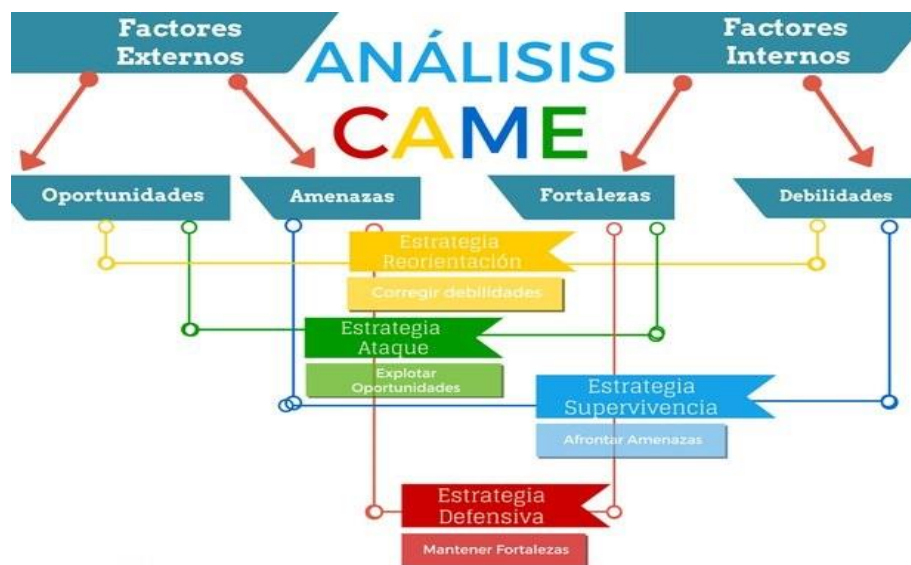 Factores
Externos
ANÁLISIS
CAME
Factores
Internos
Oportunidades
Amenazas
Fortalezas
Debilidades
Estrategia
Reorientación
Corregir debilidades
Estrategia
Ataque
Explotar
Oportunidades
Estrategia
Supervivencia
Afrontar Amenazas
Estrategia
Defensiva
Mantener Fortalezas